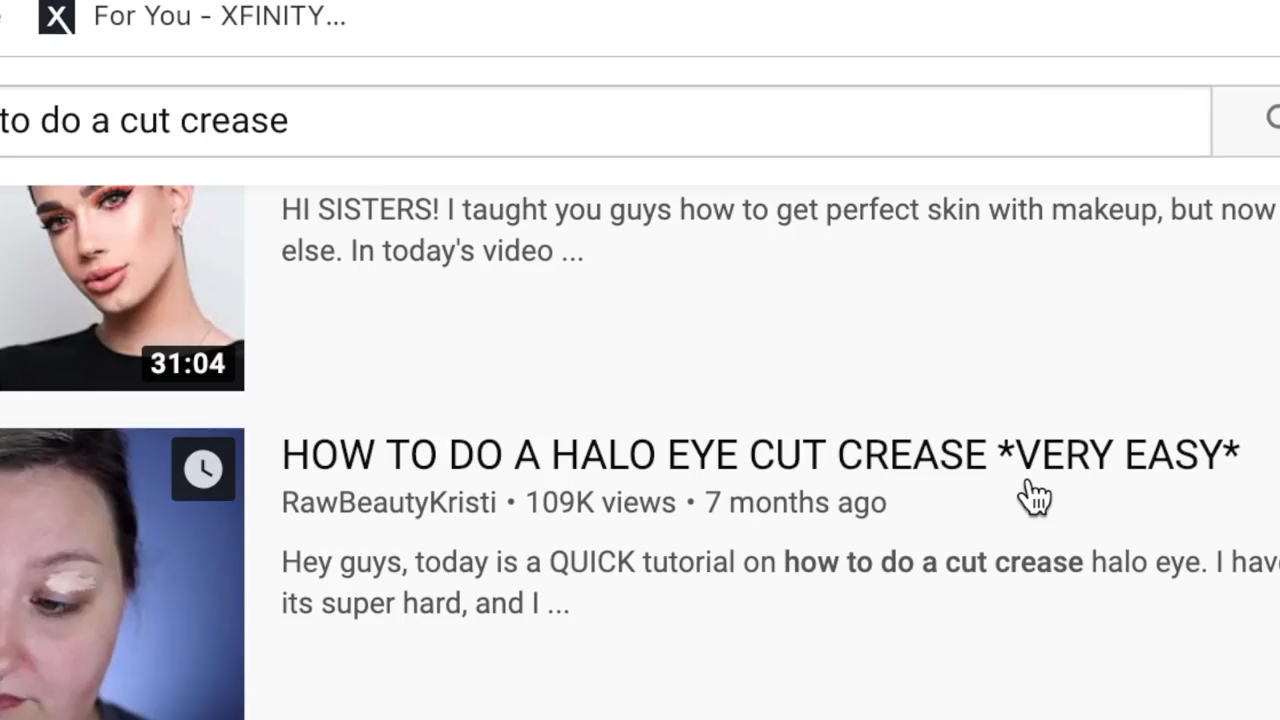 For You - XFINITY...
to do a cut crease
HI SISTERS! I taught you guys how to get perfect skin with makeup, but now
else. In today's video ...
31:04
HOW TO DO A HALO EYE CUT CREASE *VERY EASY*
RawBeautyKristi • 109K views • 7 months ago
Hey guys, today is a QUICK tutorial on how to do a cut crease halo eye. I hav
its super hard, and I ...